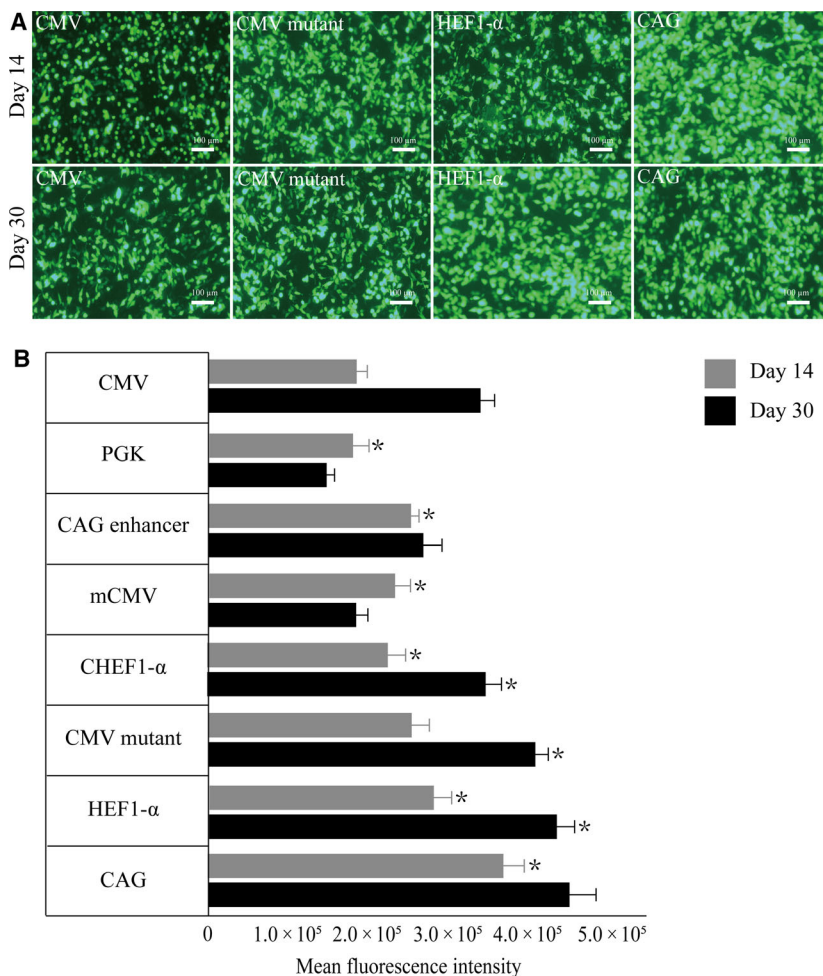 A
CMV
CMV mutant
HEF1-α
CAG
Day 14
100 μm
100 μm
100 μm
100 μm
CMV
CMV mutant
HEF1-α
CAG
Day 30
100 μm
100 μm
100 μm
100 μm
B
Day 14
Day 30
CMV
PGK
*
CAG enhancer
*
mCMV
*
CHEF1-α
*
*
CMV mutant
*
HEF1-α
*
*
CAG
*
0 1.0 × 10⁵ 2.0 × 10⁵ 3.0 × 10⁵ 4.0 × 10⁵ 5.0 × 10⁵
Mean fluorescence intensity